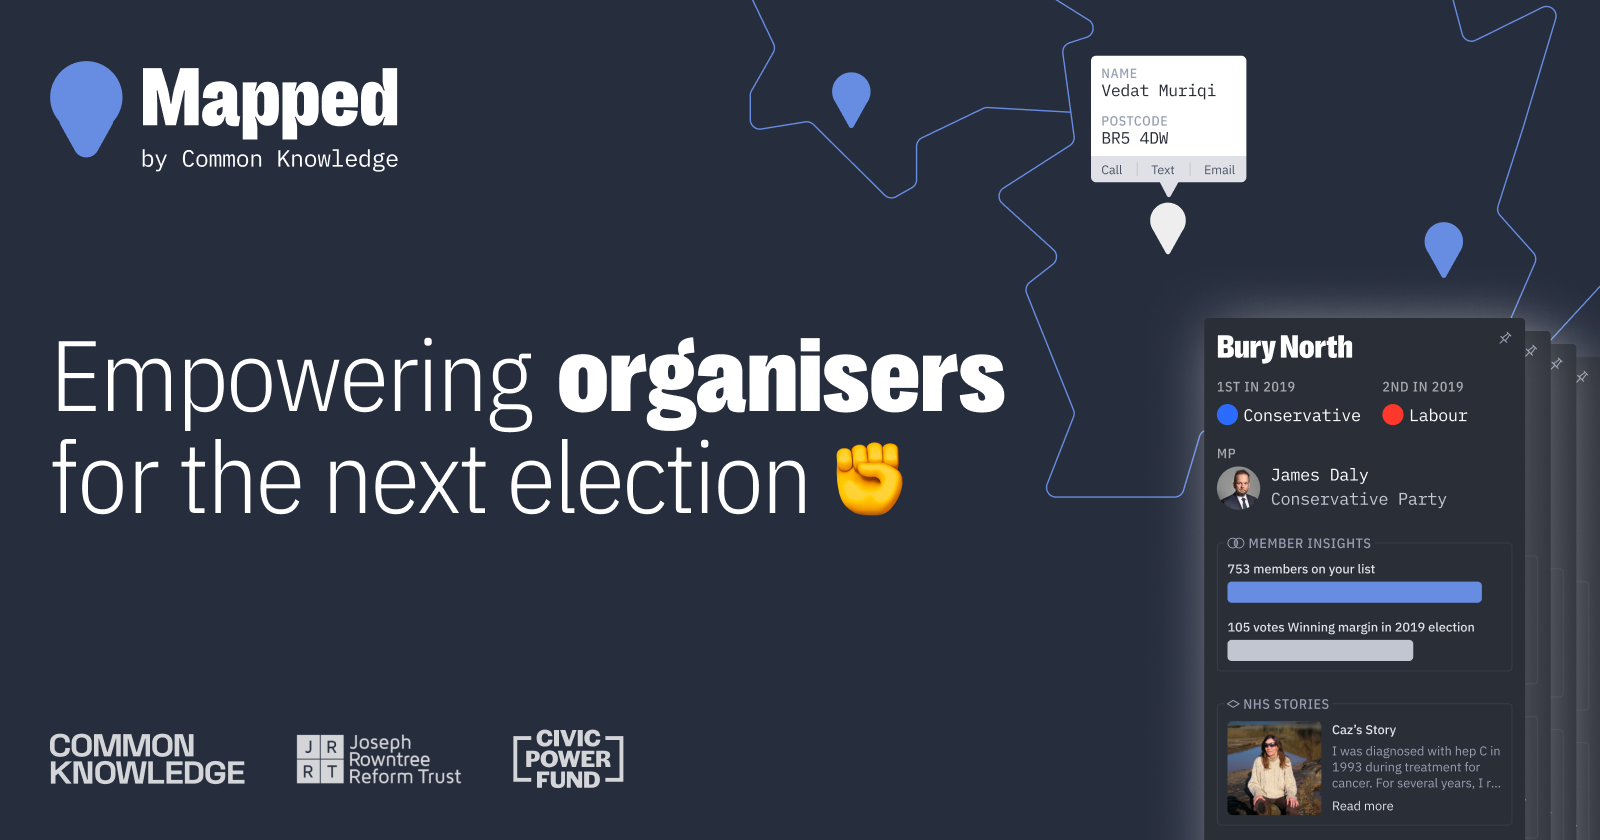 Mapped
by Common Knowledge
NAME
Vedat Muriqi
POSTCODE
BR5 4DW
Call Text Email
Empowering organisers
for the next election
Bury North
1ST IN 2019 2ND IN 2019
Conservative Labour
MP
James Daly
Conservative Party
MEMBER INSIGHTS
753 members on your list
105 votes Winning margin in 2019 election
NHS STORIES
Caz's Story
I was diagnosed with hep C in
1993 during treatment for
cancer. For several years, I r...
Read more
COMMON
KNOWLEDGE
J R
R T
Joseph
Rowntree
Reform Trust
CIVIC
POWER
FUND